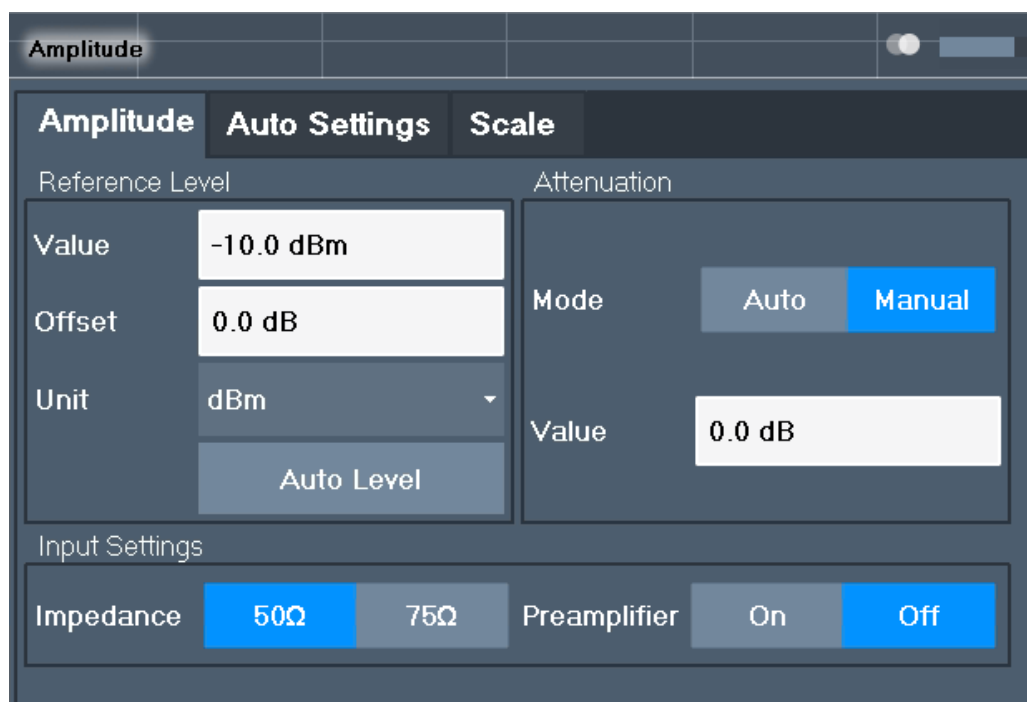 Amplitude
Amplitude Auto Settings Scale
Reference Level Attenuation
Value -10.0 dBm
Mode Auto Manual
Offset 0.0 dB
Unit dBm
Value 0.0 dB
Auto Level
Input Settings
Impedance 50Ω 75Ω Preamplifier On Off